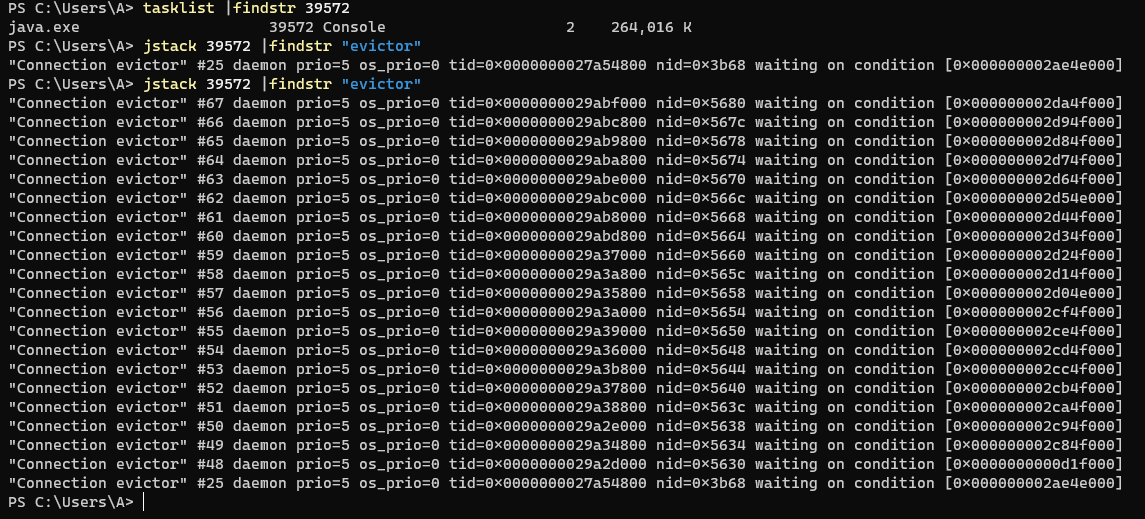 PS C:\Users\A> tasklist |findstr 39572
java.exe                     39572 Console                    2    264,016 K
PS C:\Users\A> jstack 39572 |findstr "evictor"
"Connection evictor" #25 daemon prio=5 os_prio=0 tid=0x0000000027a54800 nid=0x3b68 waiting on condition [0x000000002ae4e000]
PS C:\Users\A> jstack 39572 |findstr "evictor"
"Connection evictor" #67 daemon prio=5 os_prio=0 tid=0x0000000029abf000 nid=0x5680 waiting on condition [0x000000002da4f000]
"Connection evictor" #66 daemon prio=5 os_prio=0 tid=0x0000000029abc800 nid=0x567c waiting on condition [0x000000002d94f000]
"Connection evictor" #65 daemon prio=5 os_prio=0 tid=0x0000000029ab9800 nid=0x5678 waiting on condition [0x000000002d84f000]
"Connection evictor" #64 daemon prio=5 os_prio=0 tid=0x0000000029aba800 nid=0x5674 waiting on condition [0x000000002d74f000]
"Connection evictor" #63 daemon prio=5 os_prio=0 tid=0x0000000029abe000 nid=0x5670 waiting on condition [0x000000002d64f000]
"Connection evictor" #62 daemon prio=5 os_prio=0 tid=0x0000000029abc000 nid=0x566c waiting on condition [0x000000002d54e000]
"Connection evictor" #61 daemon prio=5 os_prio=0 tid=0x0000000029ab8000 nid=0x5668 waiting on condition [0x000000002d44f000]
"Connection evictor" #60 daemon prio=5 os_prio=0 tid=0x0000000029abd800 nid=0x5664 waiting on condition [0x000000002d34f000]
"Connection evictor" #59 daemon prio=5 os_prio=0 tid=0x0000000029a37000 nid=0x5660 waiting on condition [0x000000002d24f000]
"Connection evictor" #58 daemon prio=5 os_prio=0 tid=0x0000000029a3a800 nid=0x565c waiting on condition [0x000000002d14f000]
"Connection evictor" #57 daemon prio=5 os_prio=0 tid=0x0000000029a35800 nid=0x5658 waiting on condition [0x000000002d04e000]
"Connection evictor" #56 daemon prio=5 os_prio=0 tid=0x0000000029a3a000 nid=0x5654 waiting on condition [0x000000002cf4f000]
"Connection evictor" #55 daemon prio=5 os_prio=0 tid=0x0000000029a39000 nid=0x5650 waiting on condition [0x000000002ce4f000]
"Connection evictor" #54 daemon prio=5 os_prio=0 tid=0x0000000029a36000 nid=0x5648 waiting on condition [0x000000002cd4f000]
"Connection evictor" #53 daemon prio=5 os_prio=0 tid=0x0000000029a3b800 nid=0x5644 waiting on condition [0x000000002cc4f000]
"Connection evictor" #52 daemon prio=5 os_prio=0 tid=0x0000000029a37800 nid=0x5640 waiting on condition [0x000000002cb4f000]
"Connection evictor" #51 daemon prio=5 os_prio=0 tid=0x0000000029a38800 nid=0x563c waiting on condition [0x000000002ca4f000]
"Connection evictor" #50 daemon prio=5 os_prio=0 tid=0x0000000029a2e000 nid=0x5638 waiting on condition [0x000000002c94f000]
"Connection evictor" #49 daemon prio=5 os_prio=0 tid=0x0000000029a34800 nid=0x5634 waiting on condition [0x000000002c84f000]
"Connection evictor" #48 daemon prio=5 os_prio=0 tid=0x0000000029a2d000 nid=0x5630 waiting on condition [0x0000000000d1f000]
"Connection evictor" #25 daemon prio=5 os_prio=0 tid=0x0000000027a54800 nid=0x3b68 waiting on condition [0x000000002ae4e000]
PS C:\Users\A>